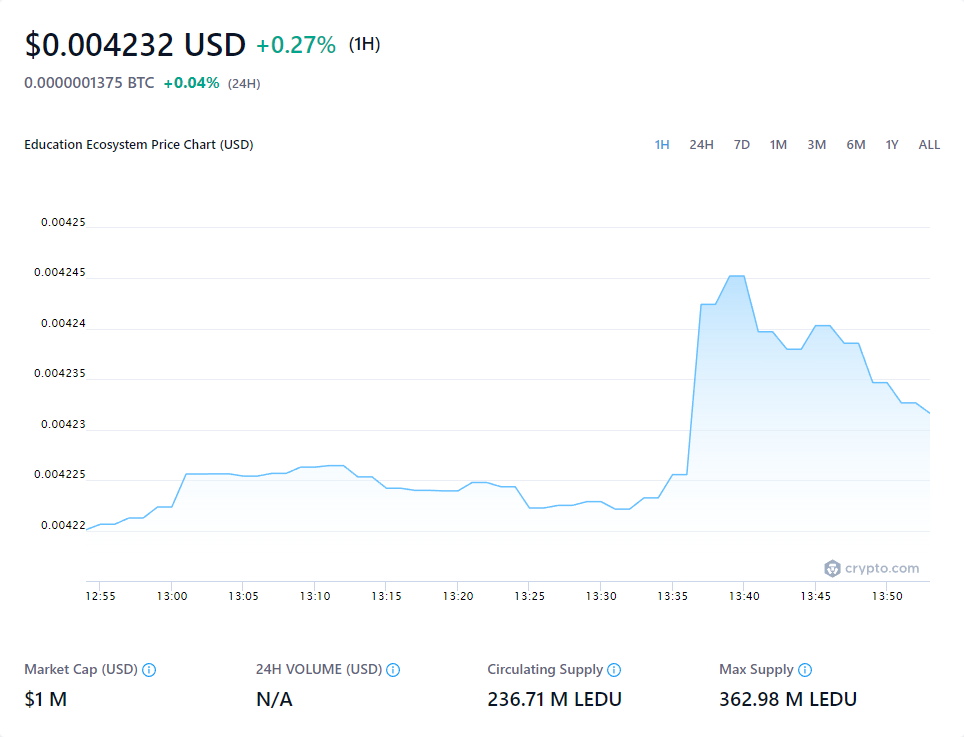 $0.004232 USD +0.27% (1H)
0.0000001375 BTC +0.04% (24H)
Education Ecosystem Price Chart (USD)
1H 24H 7D 1M 3M 6M 1Y ALL
0.00425
0.004245
0.00424
0.004235
0.00423
0.004225
0.00422
crypto.com
12:55 13:00 13:05 13:10 13:15 13:20 13:25 13:30 13:35 13:40 13:45 13:50
Market Cap (USD) 24H VOLUME (USD) Circulating Supply Max Supply
$1 M N/A 236.71 M LEDU 362.98 M LEDU